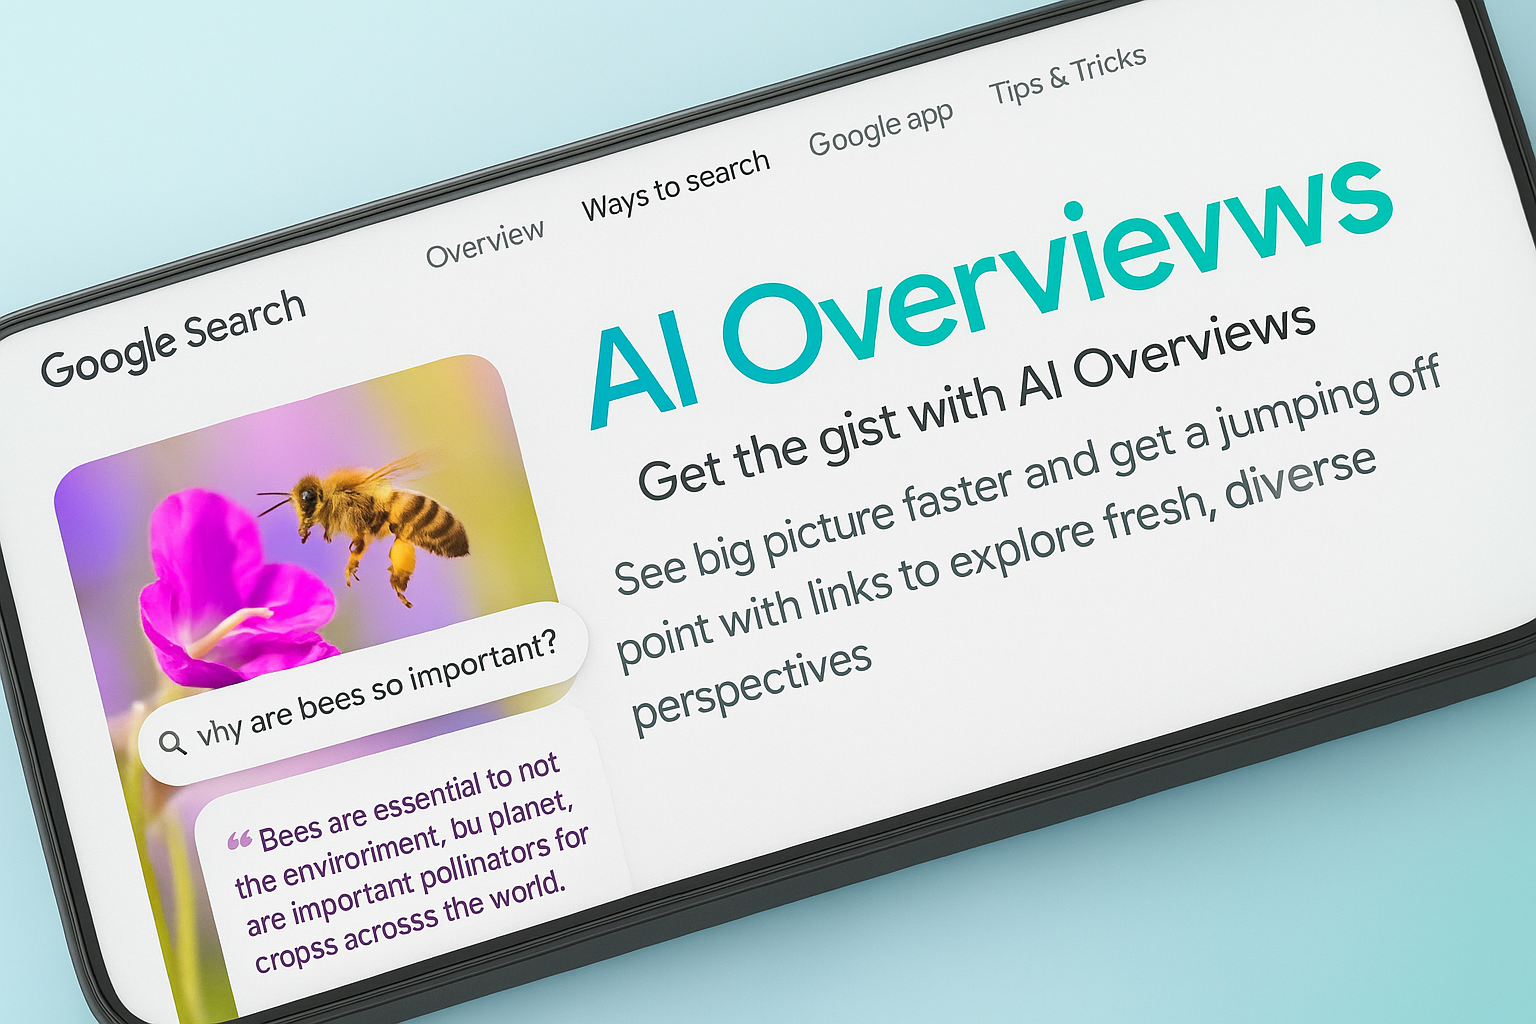 Google Search
Overview
Ways to search
Google app
Tips & Tricks
AI Overvievws
Get the gist with AI Overviews
See big picture faster and get a jumping off
point with links to explore fresh, diverse
perspectives
vhy are bees so important?
“Bees are essential to not
the enviroriment, bu planet,
are important pollinators for
cropss acrosss the world.